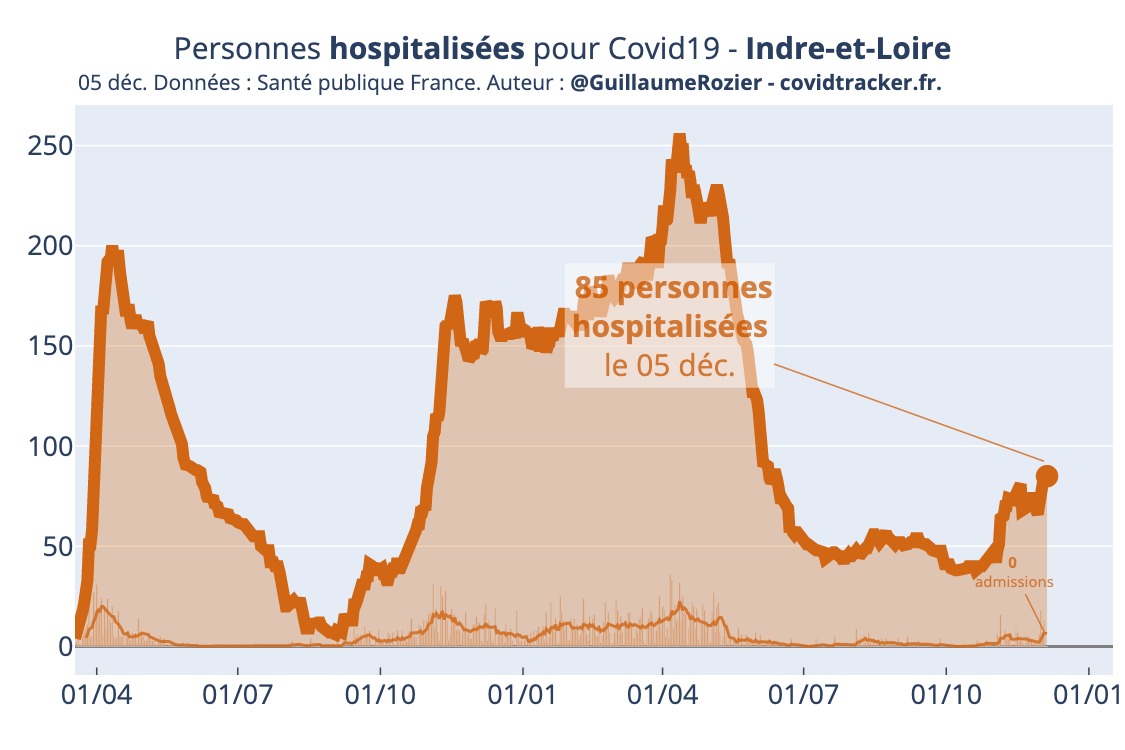 Personnes hospitalisées pour Covid19 - Indre-et-Loire
05 déc. Données : Santé publique France. Auteur : @GuillaumeRozier - covidtracker.fr.
250
200
150
100
50
0
85 personnes
hospitalisées
le 05 déc.
0
admissions
01/04 01/07 01/10 01/01 01/04 01/07 01/10 01/01